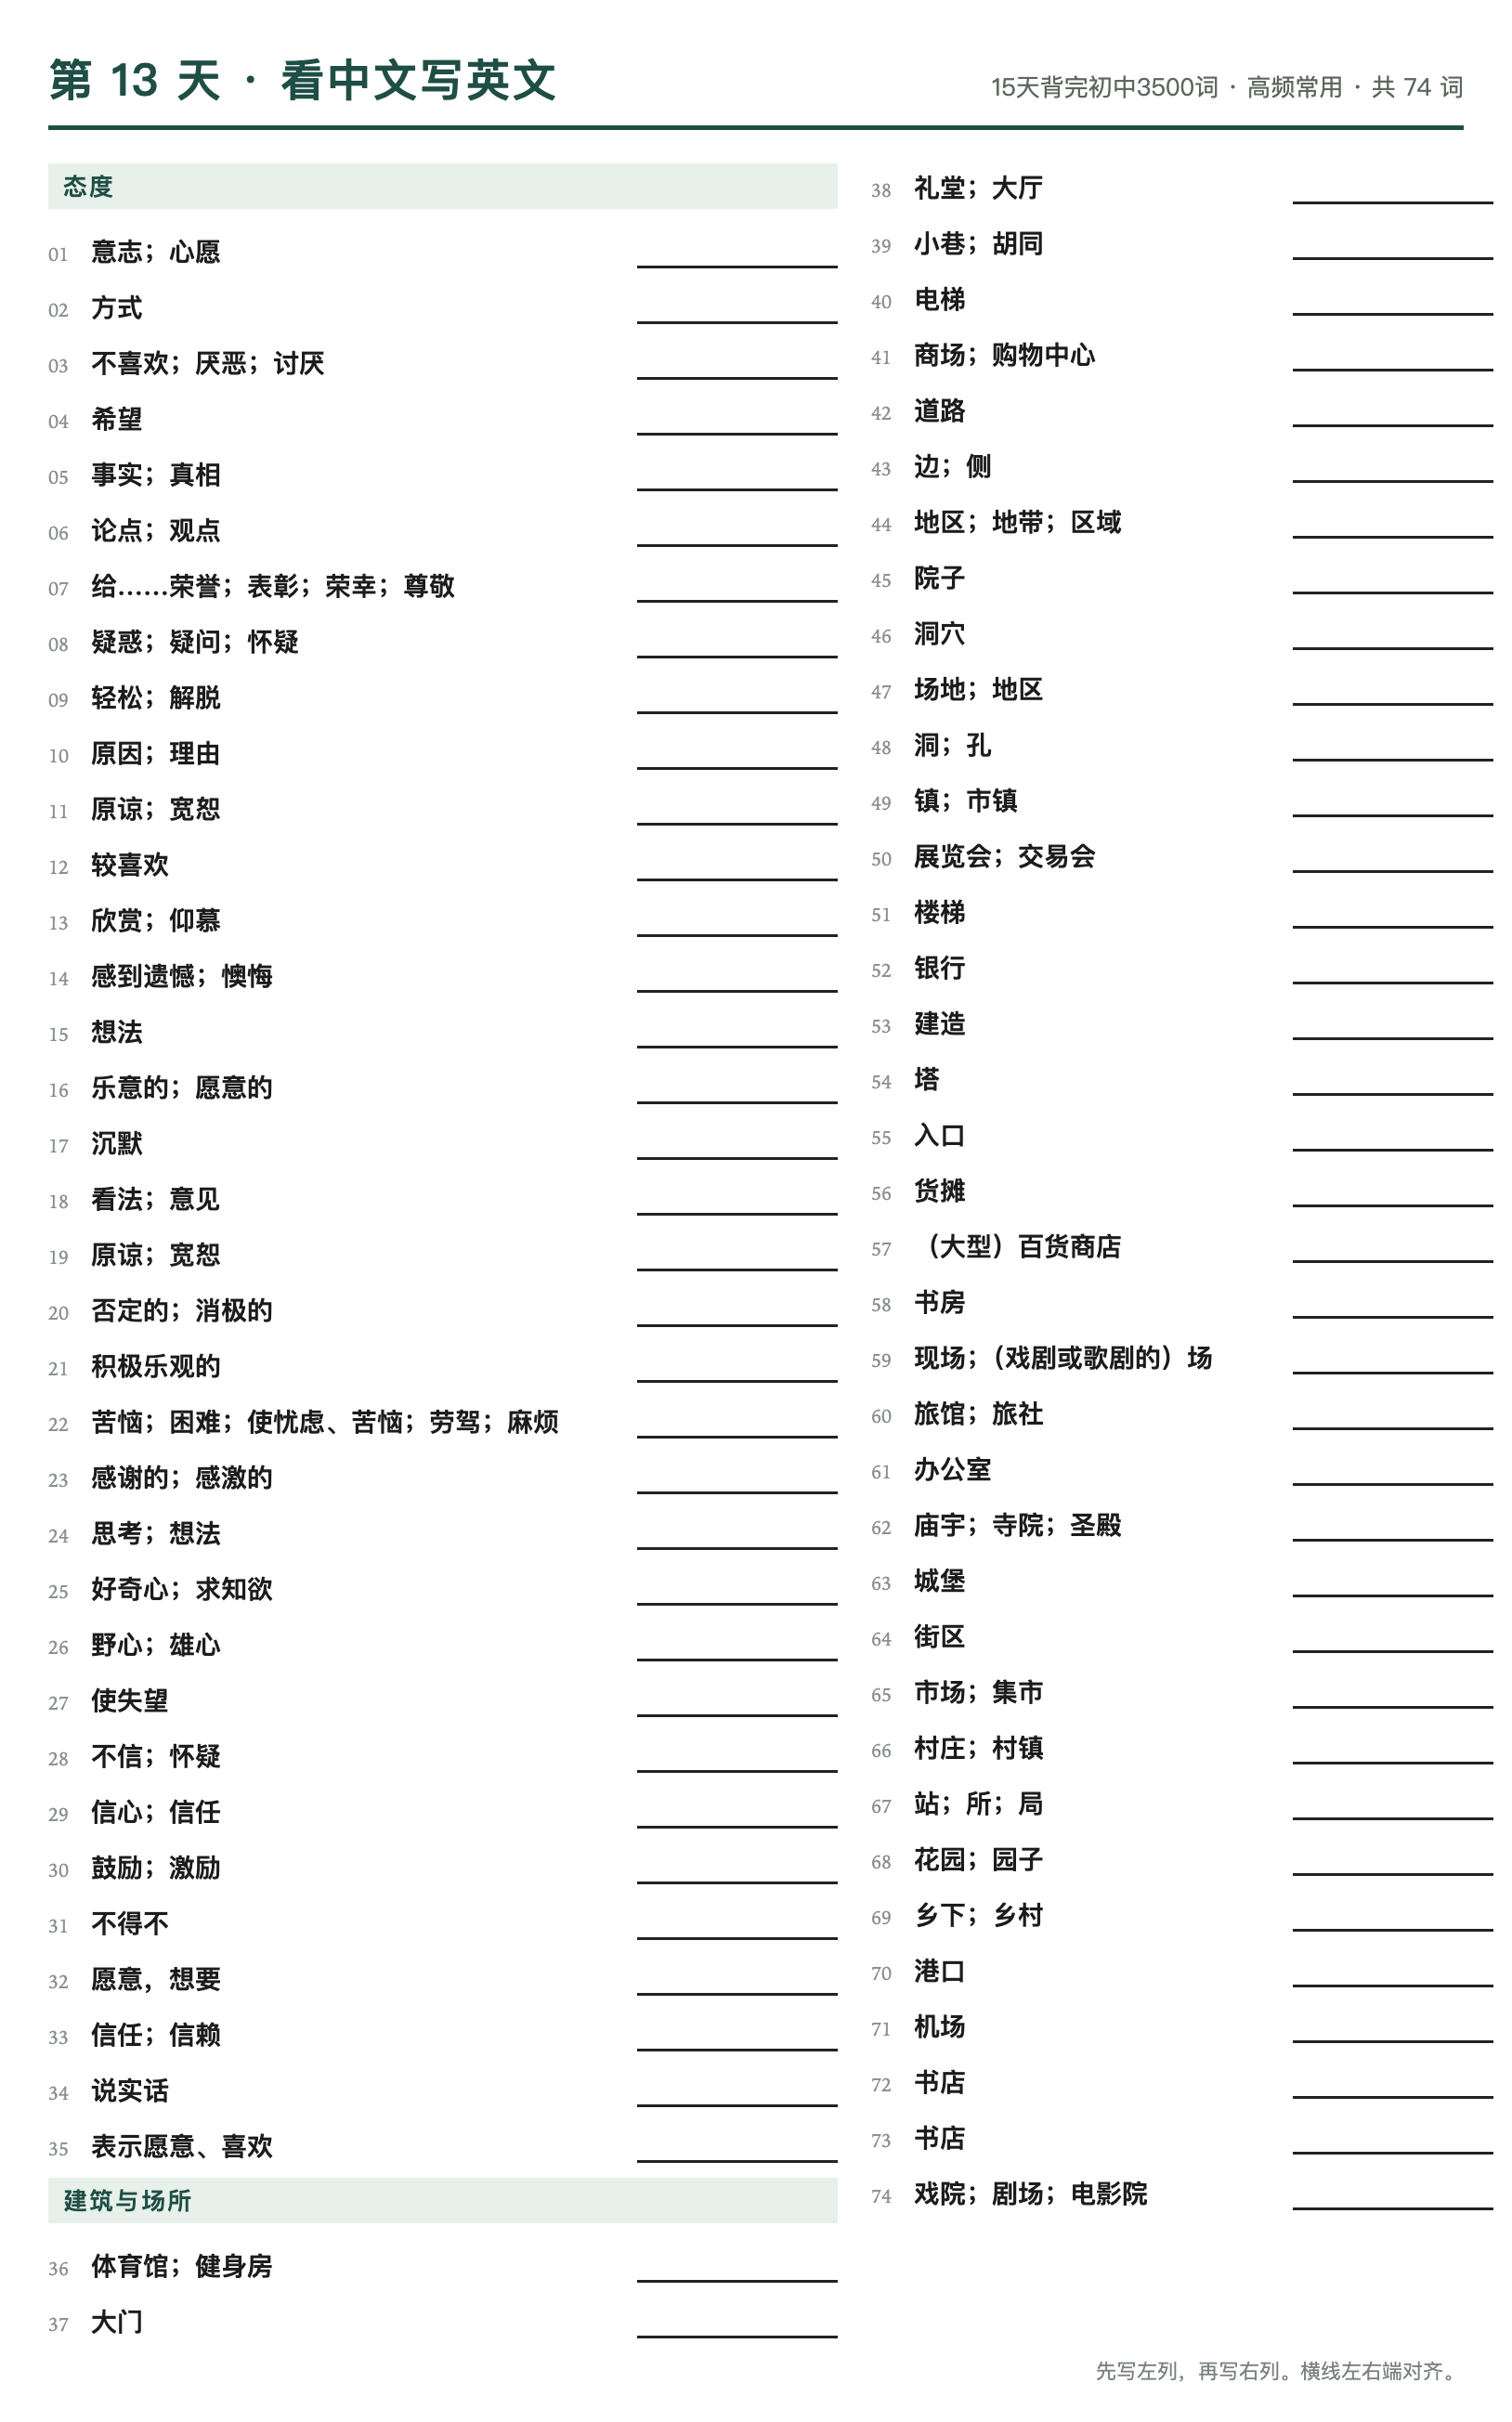 第 13 天 · 看中文写英文
15天背完初中3500词 · 高频常用 · 共 74 词
态度
01 意志；心愿
02 方式
03 不喜欢；厌恶；讨厌
04 希望
05 事实；真相
06 论点；观点
07 给……荣誉；表彰；荣幸；尊敬
08 疑惑；疑问；怀疑
09 轻松；解脱
10 原因；理由
11 原谅；宽恕
12 较喜欢
13 欣赏；仰慕
14 感到遗憾；懊悔
15 想法
16 乐意的；愿意的
17 沉默
18 看法；意见
19 原谅；宽恕
20 否定的；消极的
21 积极乐观的
22 苦恼；困难；使忧虑、苦恼；劳驾；麻烦
23 感谢的；感激的
24 思考；想法
25 好奇心；求知欲
26 野心；雄心
27 使失望
28 不信；怀疑
29 信心；信任
30 鼓励；激励
31 不得不
32 愿意，想要
33 信任；信赖
34 说实话
35 表示愿意、喜欢
建筑与场所
36 体育馆；健身房
37 大门
38 礼堂；大厅
39 小巷；胡同
40 电梯
41 商场；购物中心
42 道路
43 边；侧
44 地区；地带；区域
45 院子
46 洞穴
47 场地；地区
48 洞；孔
49 镇；市镇
50 展览会；交易会
51 楼梯
52 银行
53 建造
54 塔
55 入口
56 货摊
57 （大型）百货商店
58 书房
59 现场；（戏剧或歌剧的）场
60 旅馆；旅社
61 办公室
62 庙宇；寺院；圣殿
63 城堡
64 街区
65 市场；集市
66 村庄；村镇
67 站；所；局
68 花园；园子
69 乡下；乡村
70 港口
71 机场
72 书店
73 书店
74 戏院；剧场；电影院
先写左列，再写右列。横线左右端对齐。